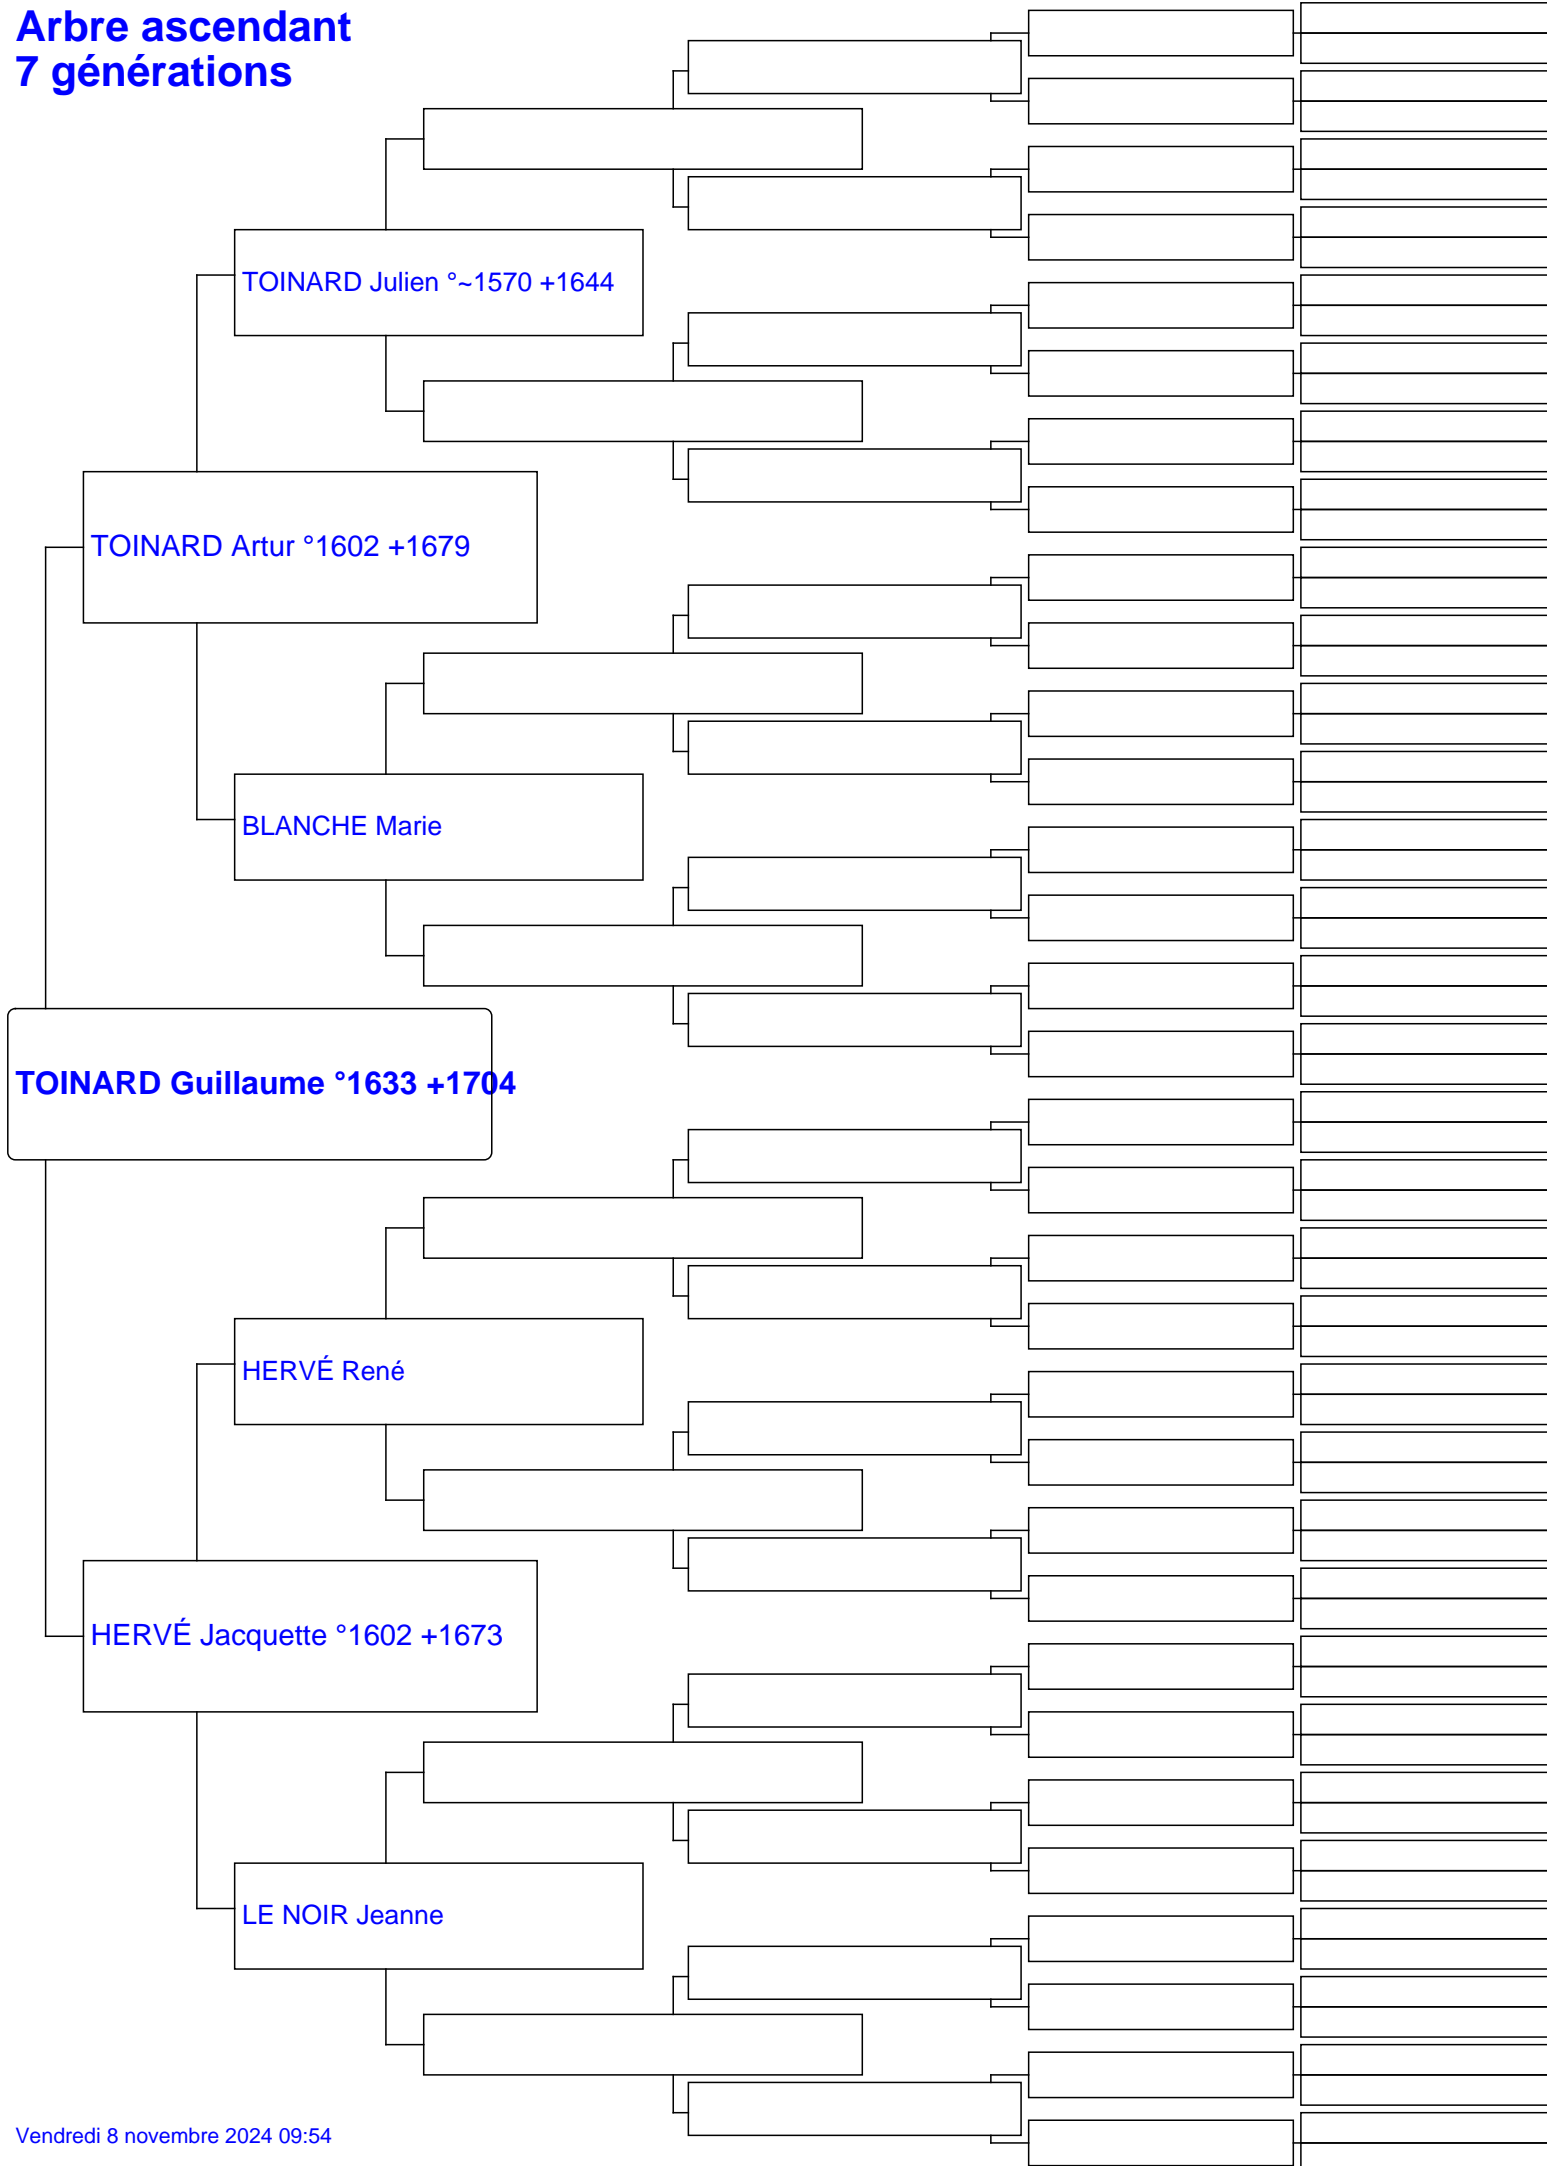 Arbre ascendant
7 générations
TOINARD Julien °~1570 +1644
TOINARD Artur °1602 +1679
BLANCHE Marie
TOINARD Guillaume °1633 +1704
HERVÉ René
HERVÉ Jacquette °1602 +1673
LE NOIR Jeanne
Vendredi 8 novembre 2024 09:54